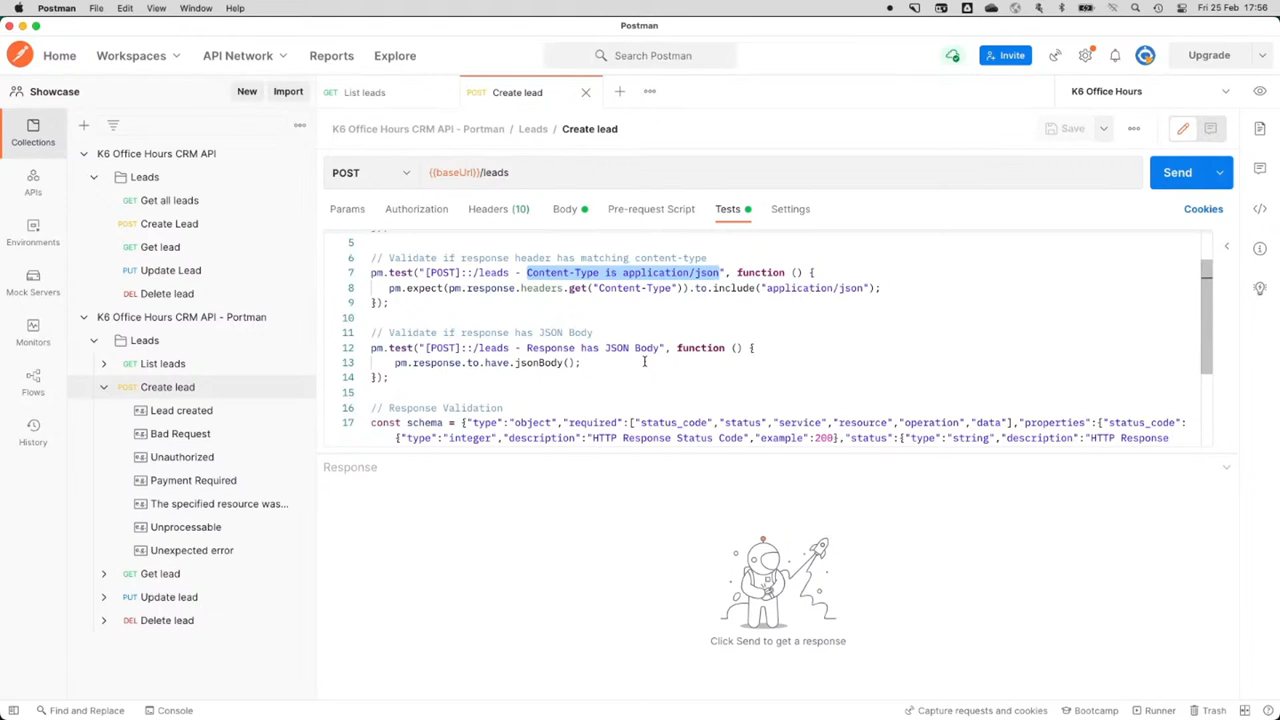 Postman File Edit View Window Help Fri 25 Feb 17:56
Postman
Home Workspaces API Network Reports Explore Search Postman Invite Upgrade
Showcase New Import GET List leads POST Create lead K6 Office Hours
K6 Office Hours CRM API - Portman / Leads / Create lead Save
POST {{baseUrl}}/leads Send
Params Authorization Headers (10) Body Pre-request Script Tests Settings Cookies
Collections
APIs
Environments
Mock Servers
Monitors
Flows
History
K6 Office Hours CRM API
Leads
GET Get all leads
POST Create Lead
GET Get lead
PUT Update Lead
DEL Delete lead
K6 Office Hours CRM API - Portman
Leads
GET List leads
POST Create lead
e.g. Lead created
e.g. Bad Request
e.g. Unauthorized
e.g. Payment Required
e.g. The specified resource was...
e.g. Unprocessable
e.g. Unexpected error
GET Get lead
PUT Update lead
DEL Delete lead
5
6 // Validate if response header has matching content-type
7 pm.test("[POST]::/leads - Content-Type is application/json", function () {
8 pm.expect(pm.response.headers.get("Content-Type")).to.include("application/json");
9 });
10
11 // Validate if response has JSON Body
12 pm.test("[POST]::/leads - Response has JSON Body", function () {
13 pm.response.to.have.jsonBody();
14 });
15
16 // Response Validation
17 const schema = {"type":"object","required":["status_code","status","service","resource","operation","data"],"properties":{"status_code":
{"type":"integer","description":"HTTP Response Status Code","example":200},"status":{"type":"string","description":"HTTP Response
Response
Click Send to get a response
Find and Replace Console Capture requests and cookies Bootcamp Runner Trash